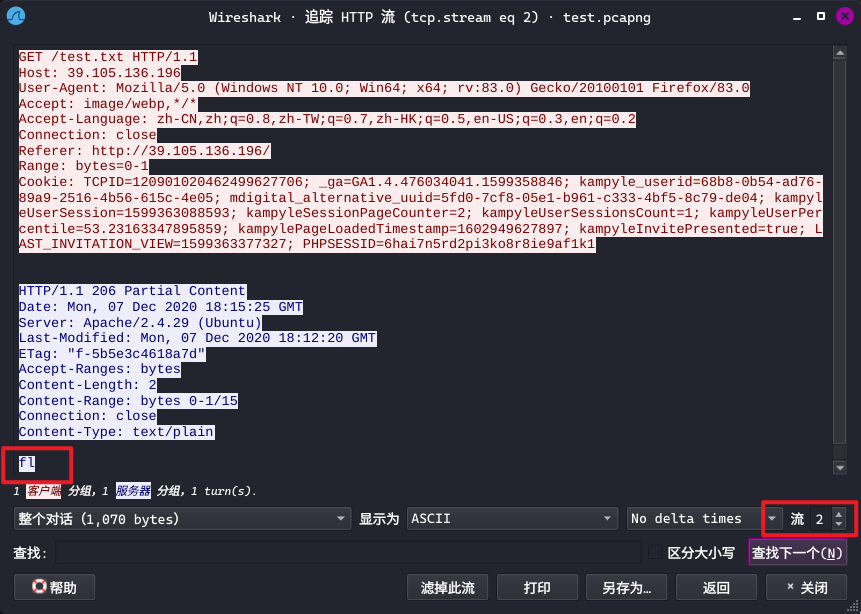 Wireshark · 追踪 HTTP 流 (tcp.stream eq 2) · test.pcapng
GET /test.txt HTTP/1.1
Host: 39.105.136.196
User-Agent: Mozilla/5.0 (Windows NT 10.0; Win64; x64; rv:83.0) Gecko/20100101 Firefox/83.0
Accept: image/webp,*/*
Accept-Language: zh-CN,zh;q=0.8,zh-TW;q=0.7,zh-HK;q=0.5,en-US;q=0.3,en;q=0.2
Connection: close
Referer: http://39.105.136.196/
Range: bytes=0-1
Cookie: TCPID=120901020462499627706; _ga=GA1.4.476034041.1599358846; kampyle_userid=68b8-0b54-ad76-
89a9-2516-4b56-615c-4e05; mdigital_alternative_uuid=5fd0-7cf8-05e1-b961-c333-4bf5-8c79-de04; kampyl
eUserSession=1599363088593; kampyleSessionPageCounter=2; kampyleUserSessionsCount=1; kampyleUserPer
centile=53.23163347895859; kampylePageLoadedTimestamp=1602949627897; kampyleInvitePresented=true; L
AST_INVITATION_VIEW=1599363377327; PHPSESSID=6hai7n5rd2pi3ko8r8ie9af1k1
HTTP/1.1 206 Partial Content
Date: Mon, 07 Dec 2020 18:15:25 GMT
Server: Apache/2.4.29 (Ubuntu)
Last-Modified: Mon, 07 Dec 2020 18:12:20 GMT
ETag: "f-5b5e3c4618a7d"
Accept-Ranges: bytes
Content-Length: 2
Content-Range: bytes 0-1/15
Connection: close
Content-Type: text/plain
fl
1 客户端 分组，1 服务器 分组，1 turn(s).
整个对话 (1,070 bytes) 显示为 ASCII No delta times 流 2
查找: 区分大小写 查找下一个(N)
帮助 滤掉此流 打印 另存为… 返回 × 关闭